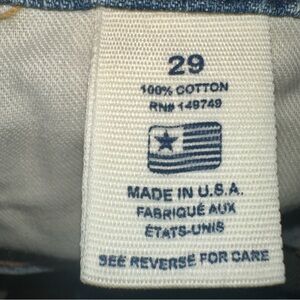 29
100% COTTON
RN# 149749
MADE IN U.S.A.
FABRIQUÉ AUX
ÉTATS-UNIS
SEE REVERSE FOR CARE